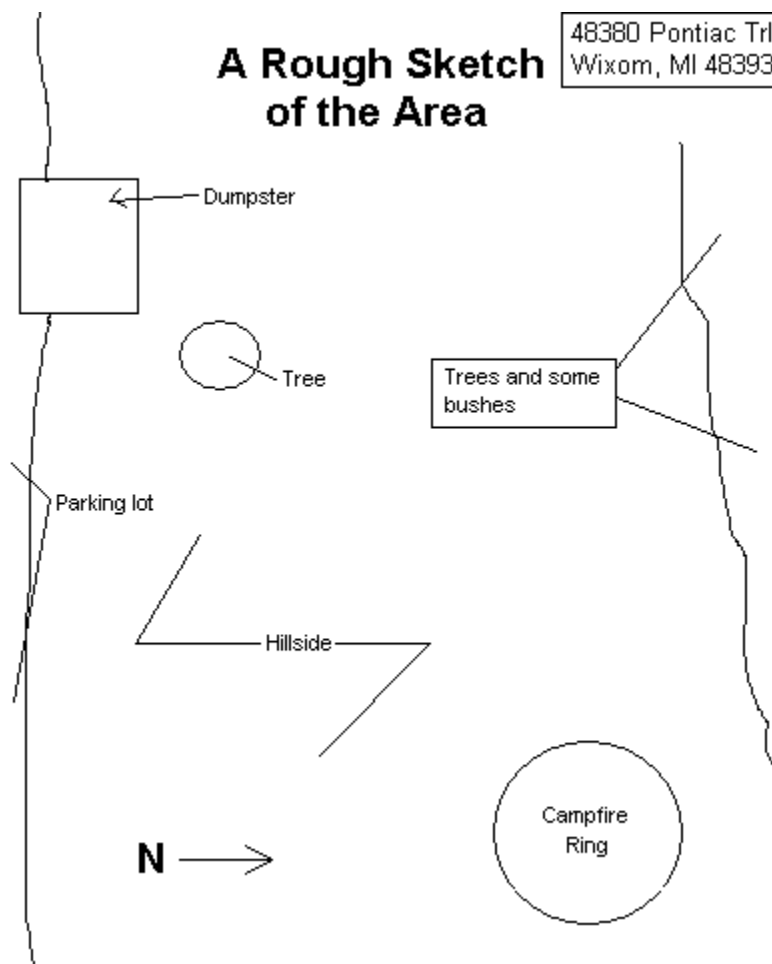 A Rough Sketch
of the Area
48380 Pontiac Trl
Wixom, MI 48393
Dumpster
Tree
Trees and some
bushes
Parking lot
Hillside
Campfire
Ring
N